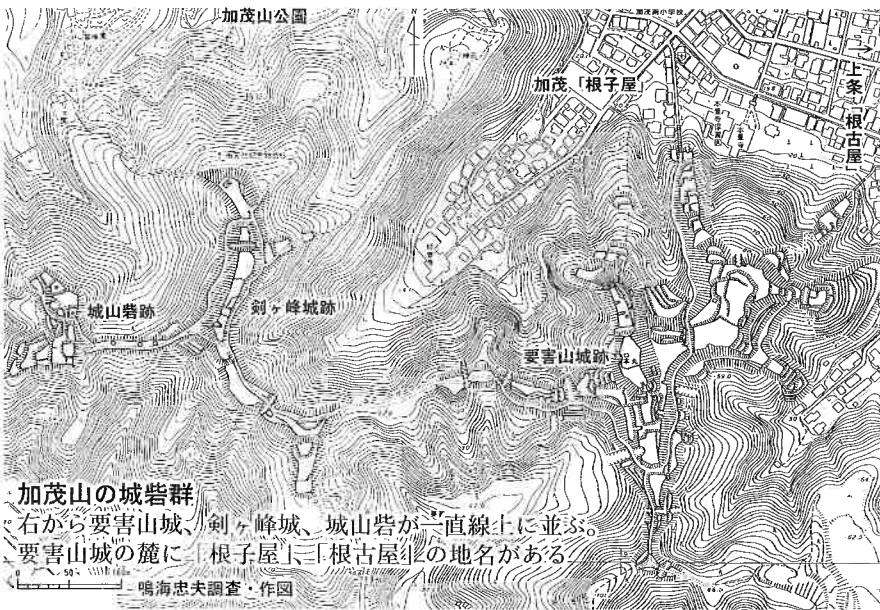 加茂山公園
加茂「根子屋」
上条「根古屋」
城山砦跡
剣ヶ峰城跡
要害山城跡
加茂山の城砦群
右から要害山城、剣ヶ峰城、城山砦が一直線上に並ぶ。
要害山城の麓に「根子屋」、「根古屋」の地名がある
0 50
鳴海忠夫調査・作図